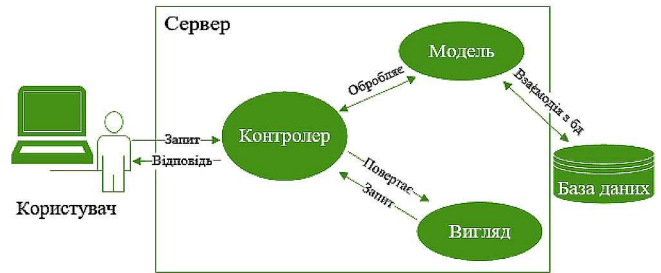 Сервер
Модель
Обробляє
Взаємодія з бд
Контролер
Запит
Відповідь
Повертає
Запит
База даних
Користувач
Вигляд